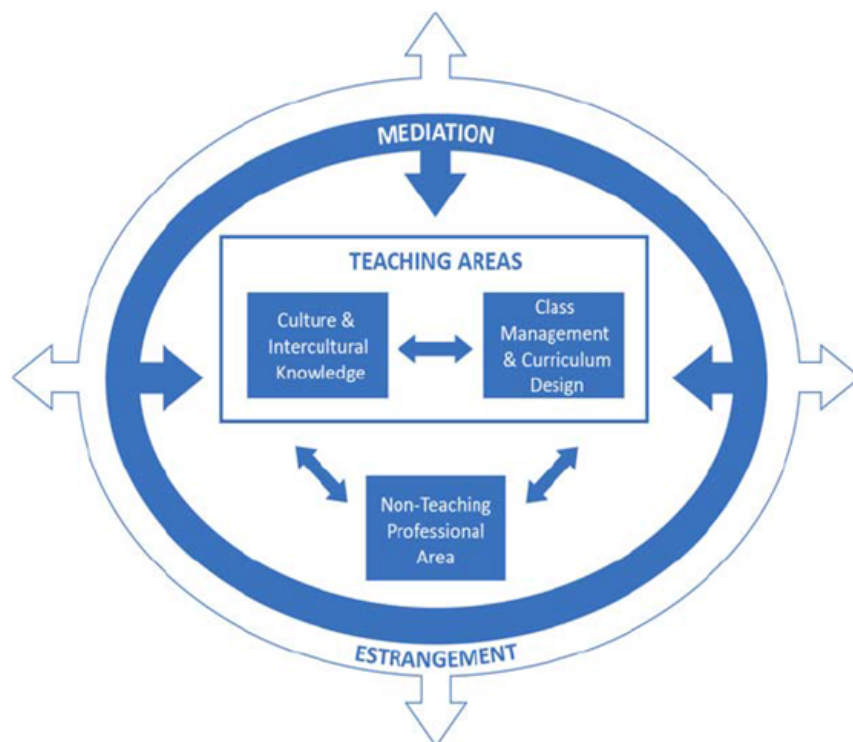 MEDIATION
TEACHING AREAS
Culture &
Intercultural
Knowledge
Class
Management
& Curriculum
Design
Non-Teaching
Professional
Area
ESTRANGEMENT